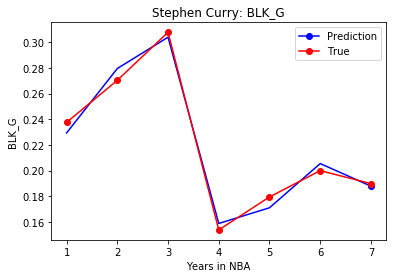 Stephen Curry: BLK_G
Prediction
True
0.30
0.28
0.26
0.24
0.22
0.20
0.18
0.16
BLK_G
1 2 3 4 5 6 7
Years in NBA